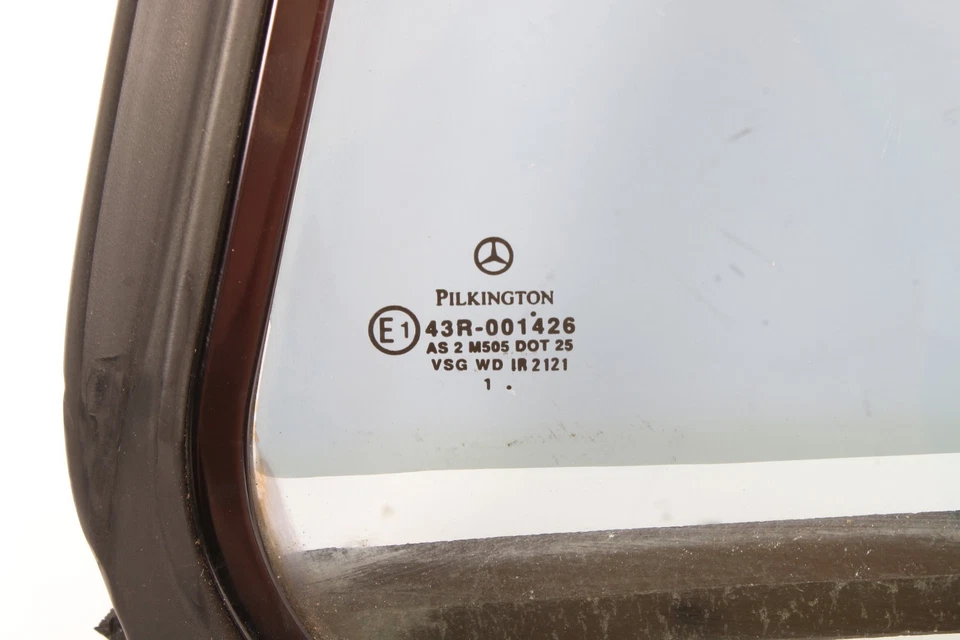 PILKINGTON
E1 43R-001426
AS 2 M505 DOT 25
VSG WD IR 2121
1 .